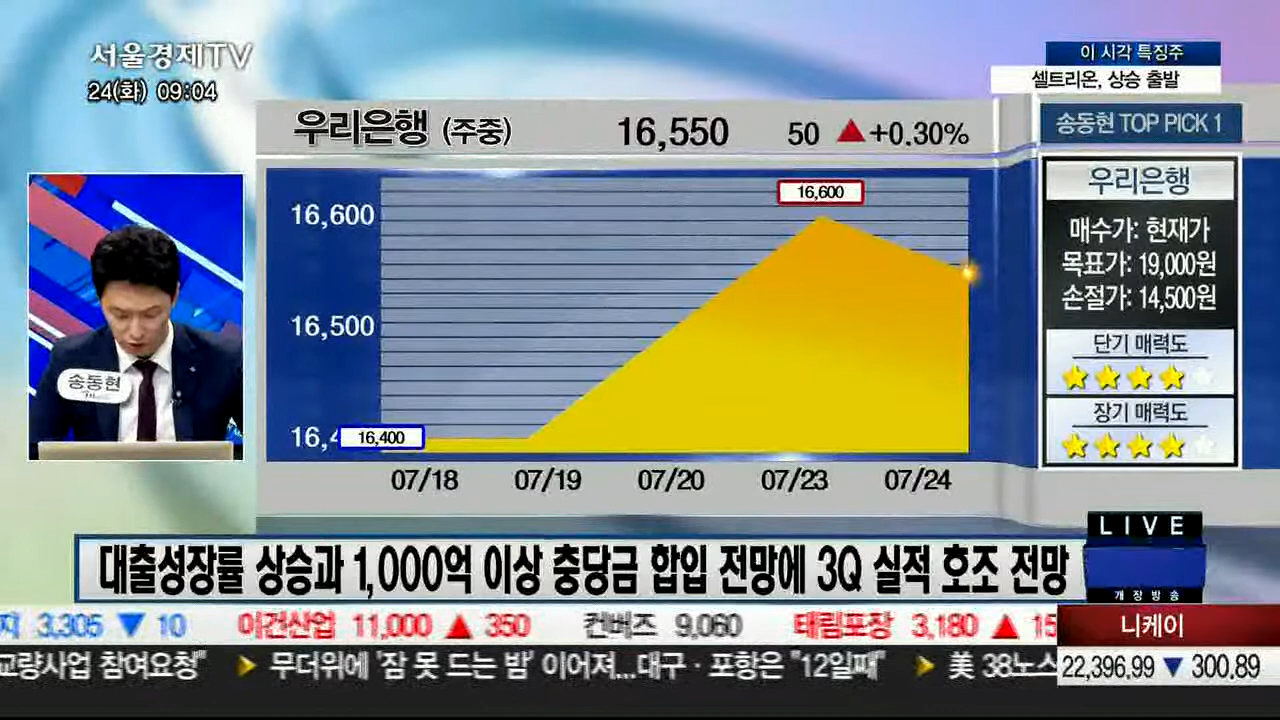 서울경제TV
24(화) 09:04
이 시각 특징주
셀트리온, 상승 출발
우리은행 (주중) 16,550 50 ▲+0.30%
송동현 TOP PICK 1
우리은행
매수가: 현재가
목표가: 19,000원
손절가: 14,500원
단기 매력도
장기 매력도
16,600
16,600
16,500
16,4
16,400
07/18 07/19 07/20 07/23 07/24
송동현
대출성장률 상승과 1,000억 이상 충당금 합입 전망에 3Q 실적 호조 전망
LIVE
개장방송
3,305 ▼ 10 이건산업 11,000 ▲ 350 컨버즈 9,060 태림포장 3,180 ▲ 15
니케이
22,396.99 ▼ 300.89
교량사업 참여요청" 무더위에 '잠 못 드는 밤' 이어져...대구·포항은 "12일째" 美 38노스